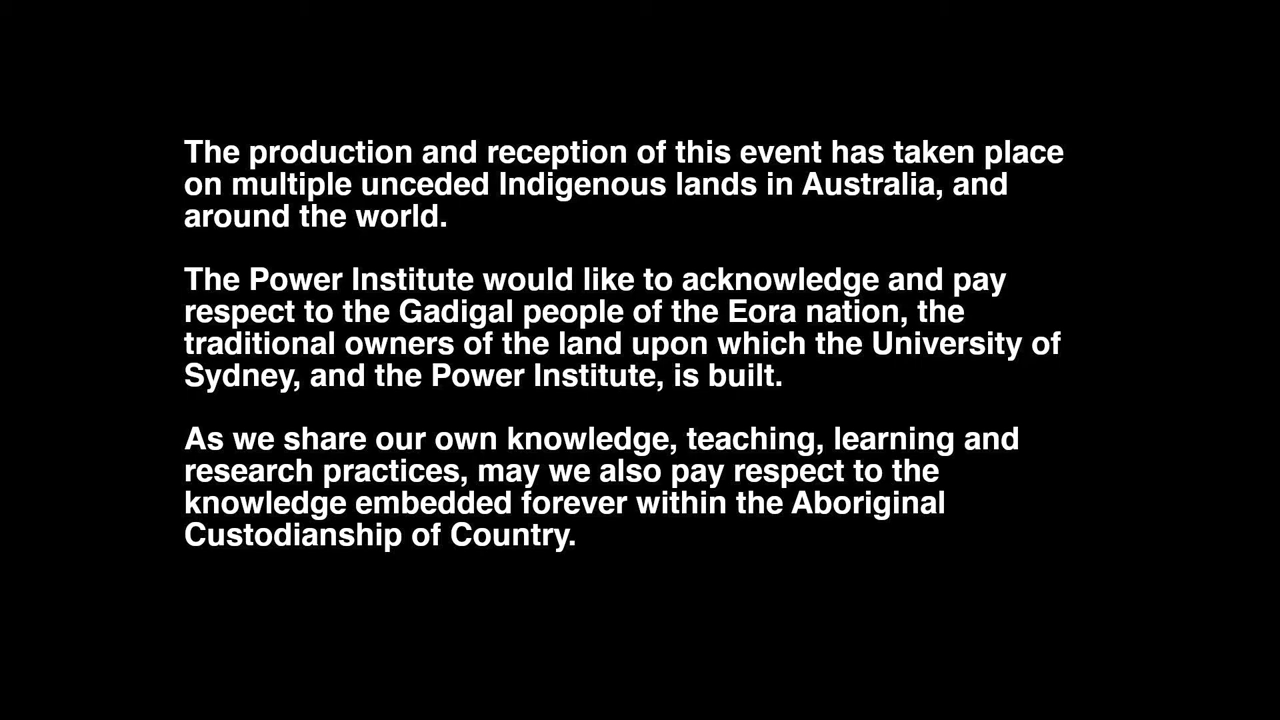 The production and reception of this event has taken place
on multiple unceded Indigenous lands in Australia, and
around the world.
The Power Institute would like to acknowledge and pay
respect to the Gadigal people of the Eora nation, the
traditional owners of the land upon which the University of
Sydney, and the Power Institute, is built.
As we share our own knowledge, teaching, learning and
research practices, may we also pay respect to the
knowledge embedded forever within the Aboriginal
Custodianship of Country.